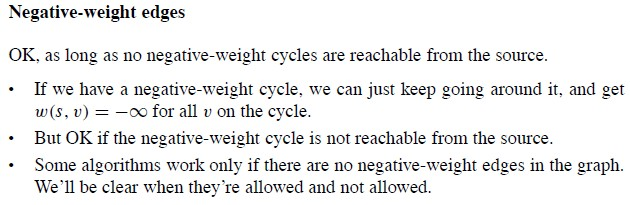 Negative-weight edges
OK, as long as no negative-weight cycles are reachable from the source.
• If we have a negative-weight cycle, we can just keep going around it, and get
w(s, v) = −∞ for all v on the cycle.
• But OK if the negative-weight cycle is not reachable from the source.
• Some algorithms work only if there are no negative-weight edges in the graph.
We'll be clear when they're allowed and not allowed.